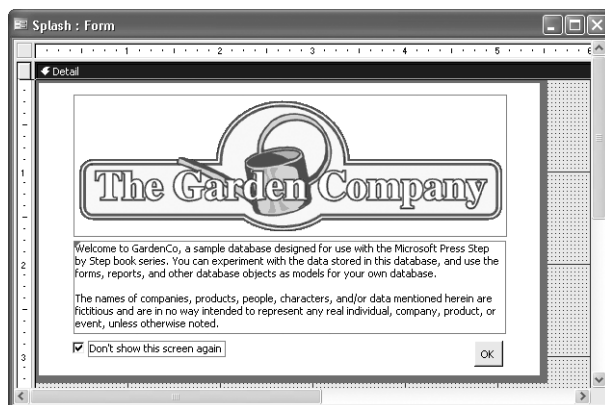 Splash : Form
1 2 3 4 5 6
Detail
The Garden Company
1
Welcome to GardenCo, a sample database designed for use with the Microsoft Press Step
by Step book series. You can experiment with the data stored in this database, and use the
2
forms, reports, and other database objects as models for your own database.
The names of companies, products, people, characters, and/or data mentioned herein are
fictitious and are in no way intended to represent any real individual, company, product, or
event, unless otherwise noted.
Don't show this screen again
OK
3